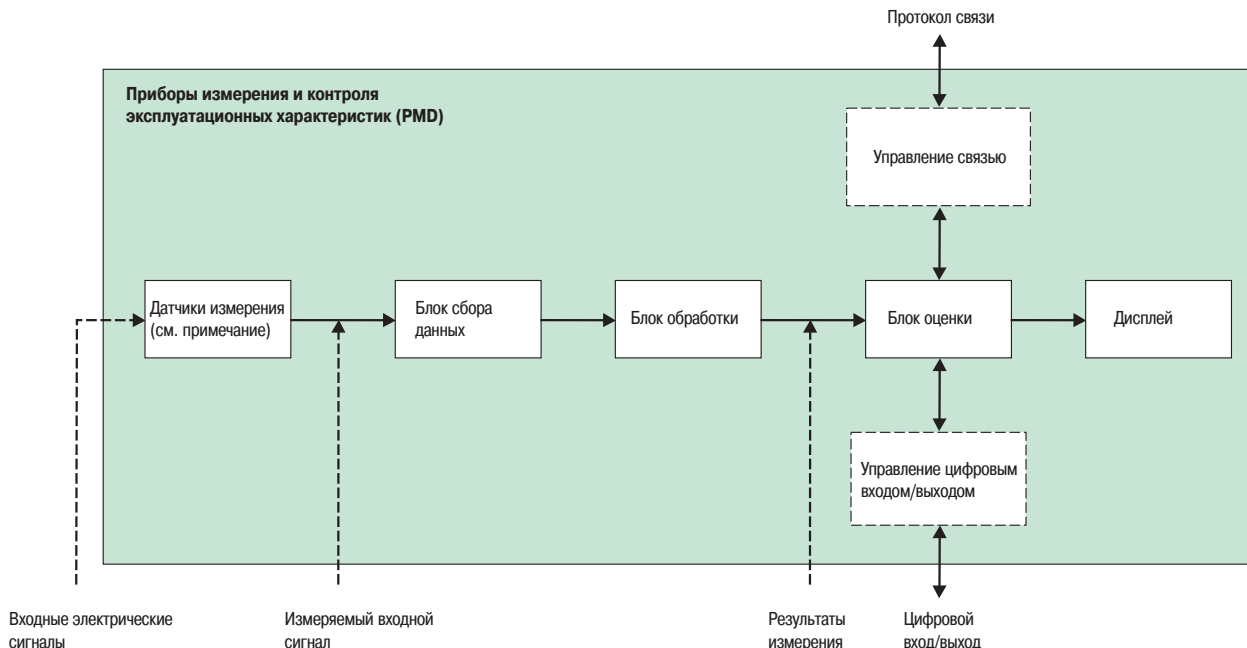 Протокол связи
Приборы измерения и контроля
эксплуатационных характеристик (PMD)
Управление связью
Датчики измерения
(см. примечание)
Блок сбора
данных
Блок обработки
Блок оценки
Дисплей
Управление цифровым
входом/выходом
Входные электрические
сигналы
Измеряемый входной
сигнал
Результаты
измерения
Цифровой
вход/выход